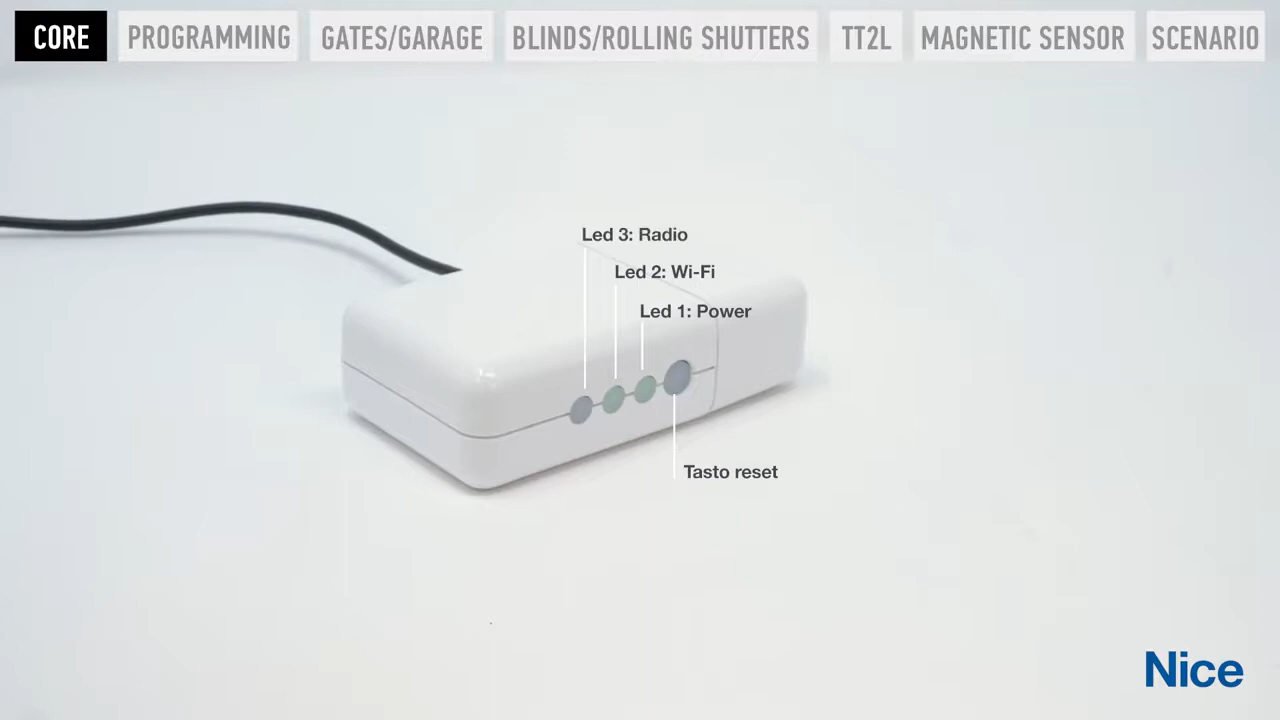 CORE
PROGRAMMING
GATES/GARAGE
BLINDS/ROLLING SHUTTERS
TT2L
MAGNETIC SENSOR
SCENARIO
Led 3: Radio
Led 2: Wi-Fi
Led 1: Power
Tasto reset
Nice